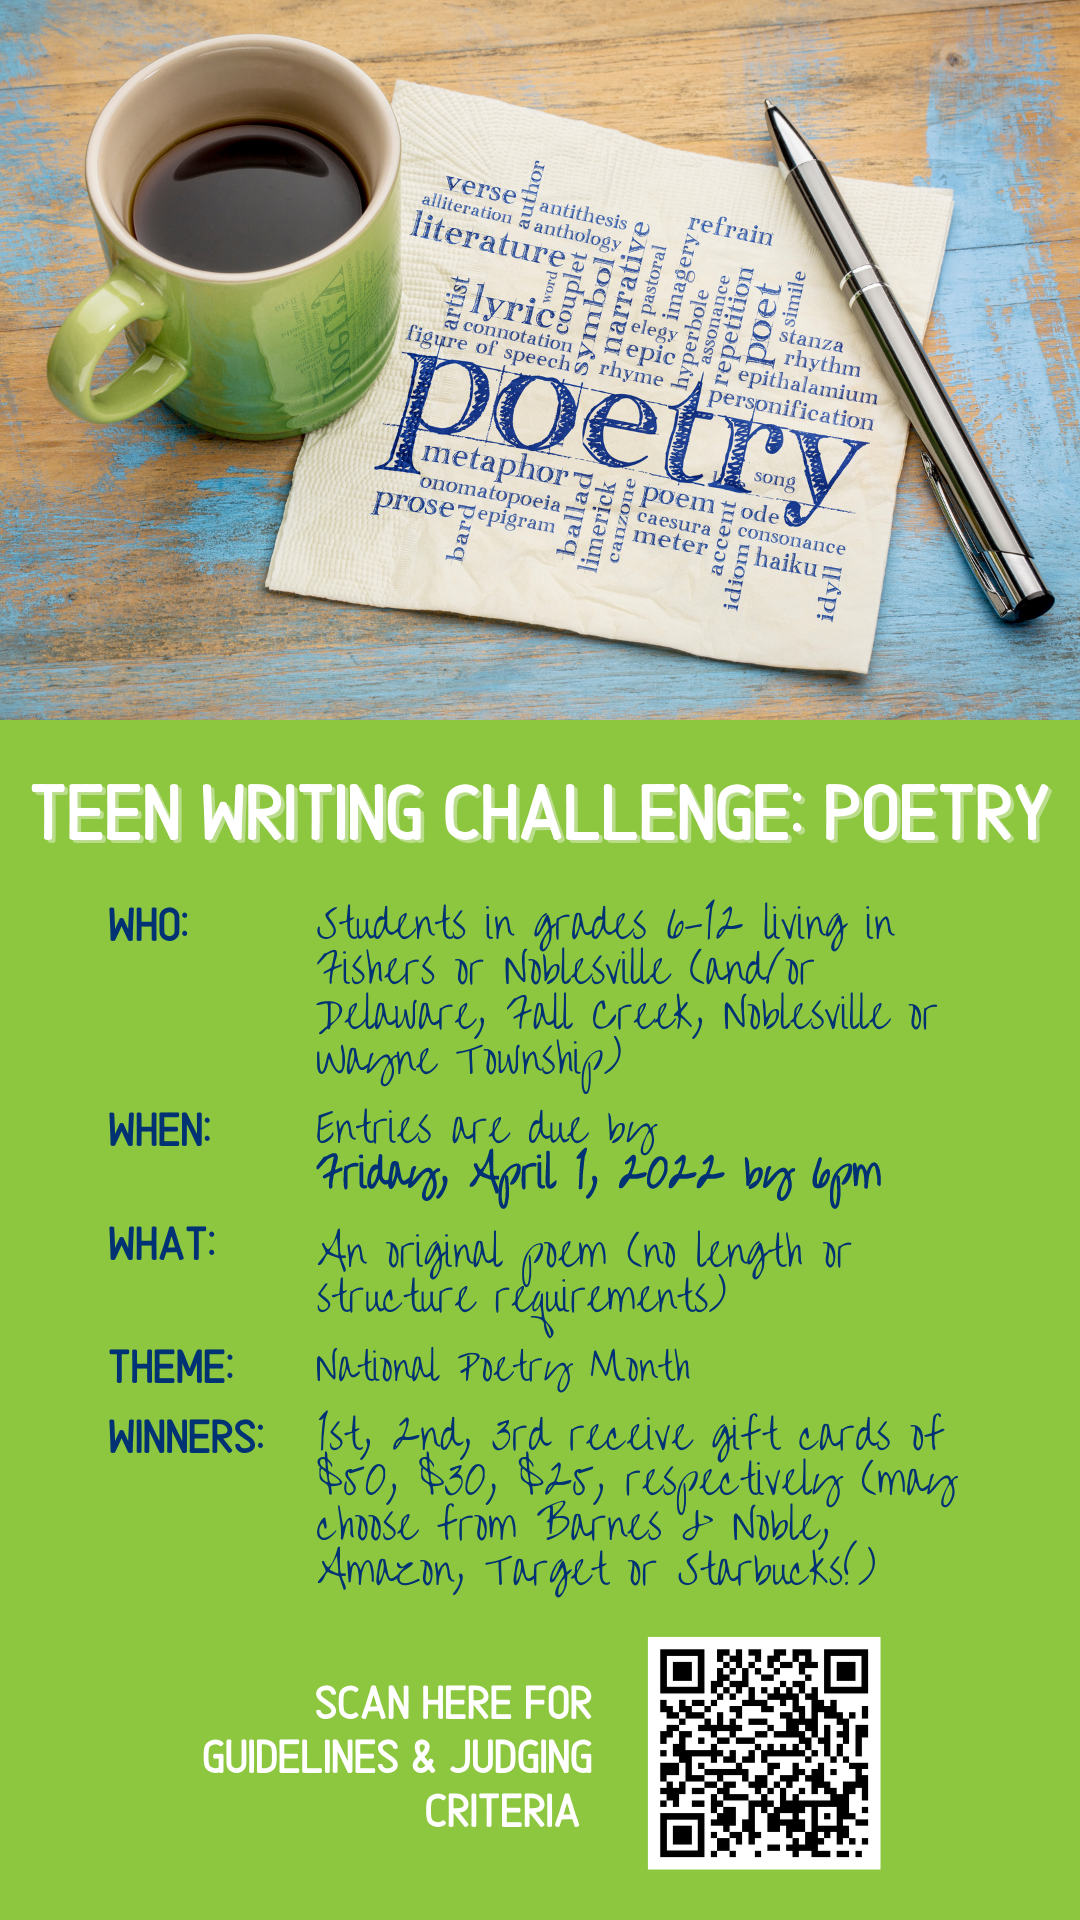 verse
author
alliteration
antithesis
anthology
literature
refrain
word
couplet
symbol
narrative
pastoral
imagery
artist
lyric
connotation
figure of speech
elegy
epic
rhyme
hyperbole
assonance
repetition
poet
simile
stanza
rhythm
epithalamium
personification
poetry
metaphor
song
onomatopoeia
prose
bard
epigram
ballad
limerick
canzone
poem
caesura
meter
accent
idiom
ode
consonance
haiku
idyll
TEEN WRITING CHALLENGE: POETRY
WHO: Students in grades 6-12 living in
Fishers or Noblesville (and/or
Delaware, Fall Creek, Noblesville or
Wayne Township)
WHEN: Entries are due by
Friday, April 1, 2022 by 6pm
WHAT: An original poem (no length or
structure requirements)
THEME: National Poetry Month
WINNERS: 1st, 2nd, 3rd receive gift cards of
$50, $30, $25, respectively (may
choose from Barnes & Noble,
Amazon, Target or Starbucks!)
SCAN HERE FOR
GUIDELINES & JUDGING
CRITERIA